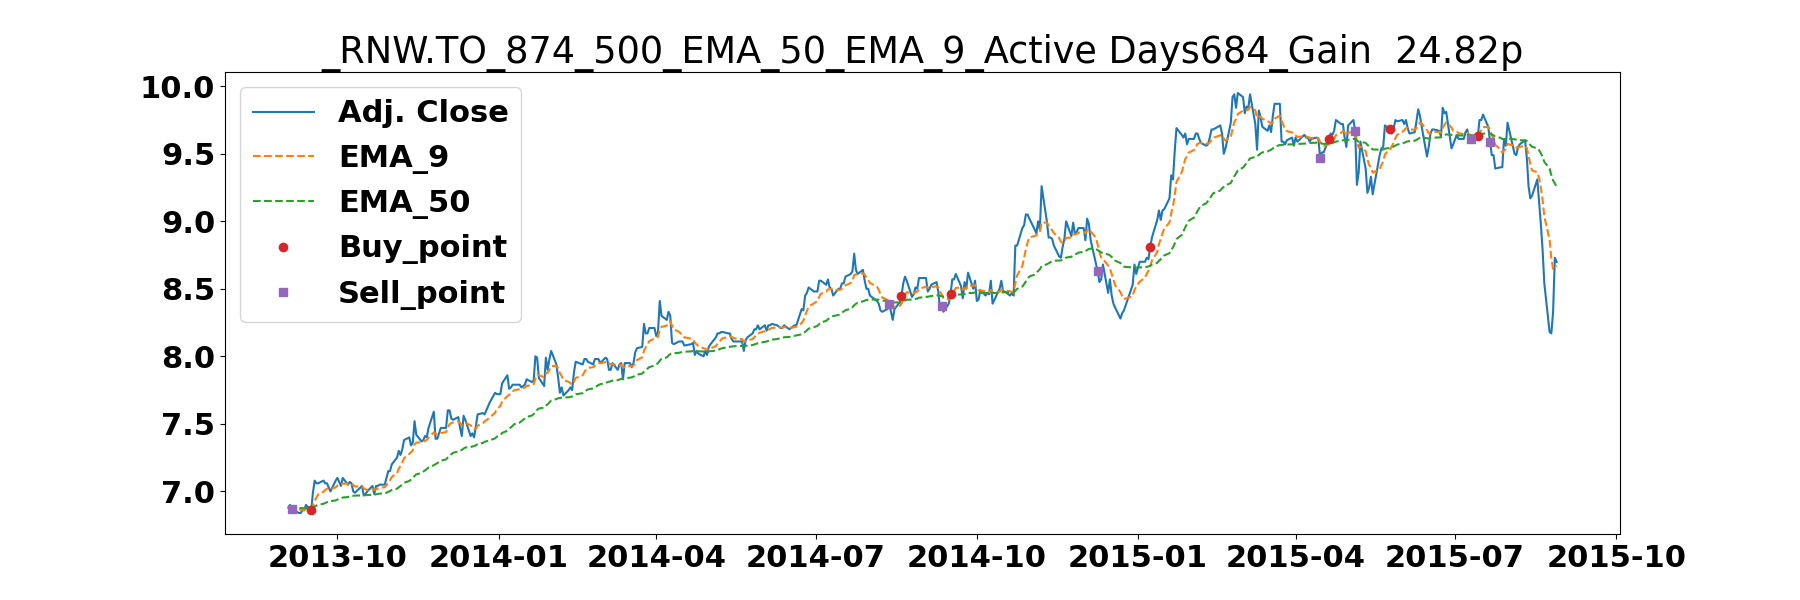 _RNW.TO_874_500_EMA_50_EMA_9_Active Days684_Gain  24.82p
10.0
9.5
9.0
8.5
8.0
7.5
7.0
Adj. Close
EMA_9
EMA_50
Buy_point
Sell_point
2013-10 2014-01 2014-04 2014-07 2014-10 2015-01 2015-04 2015-07 2015-10